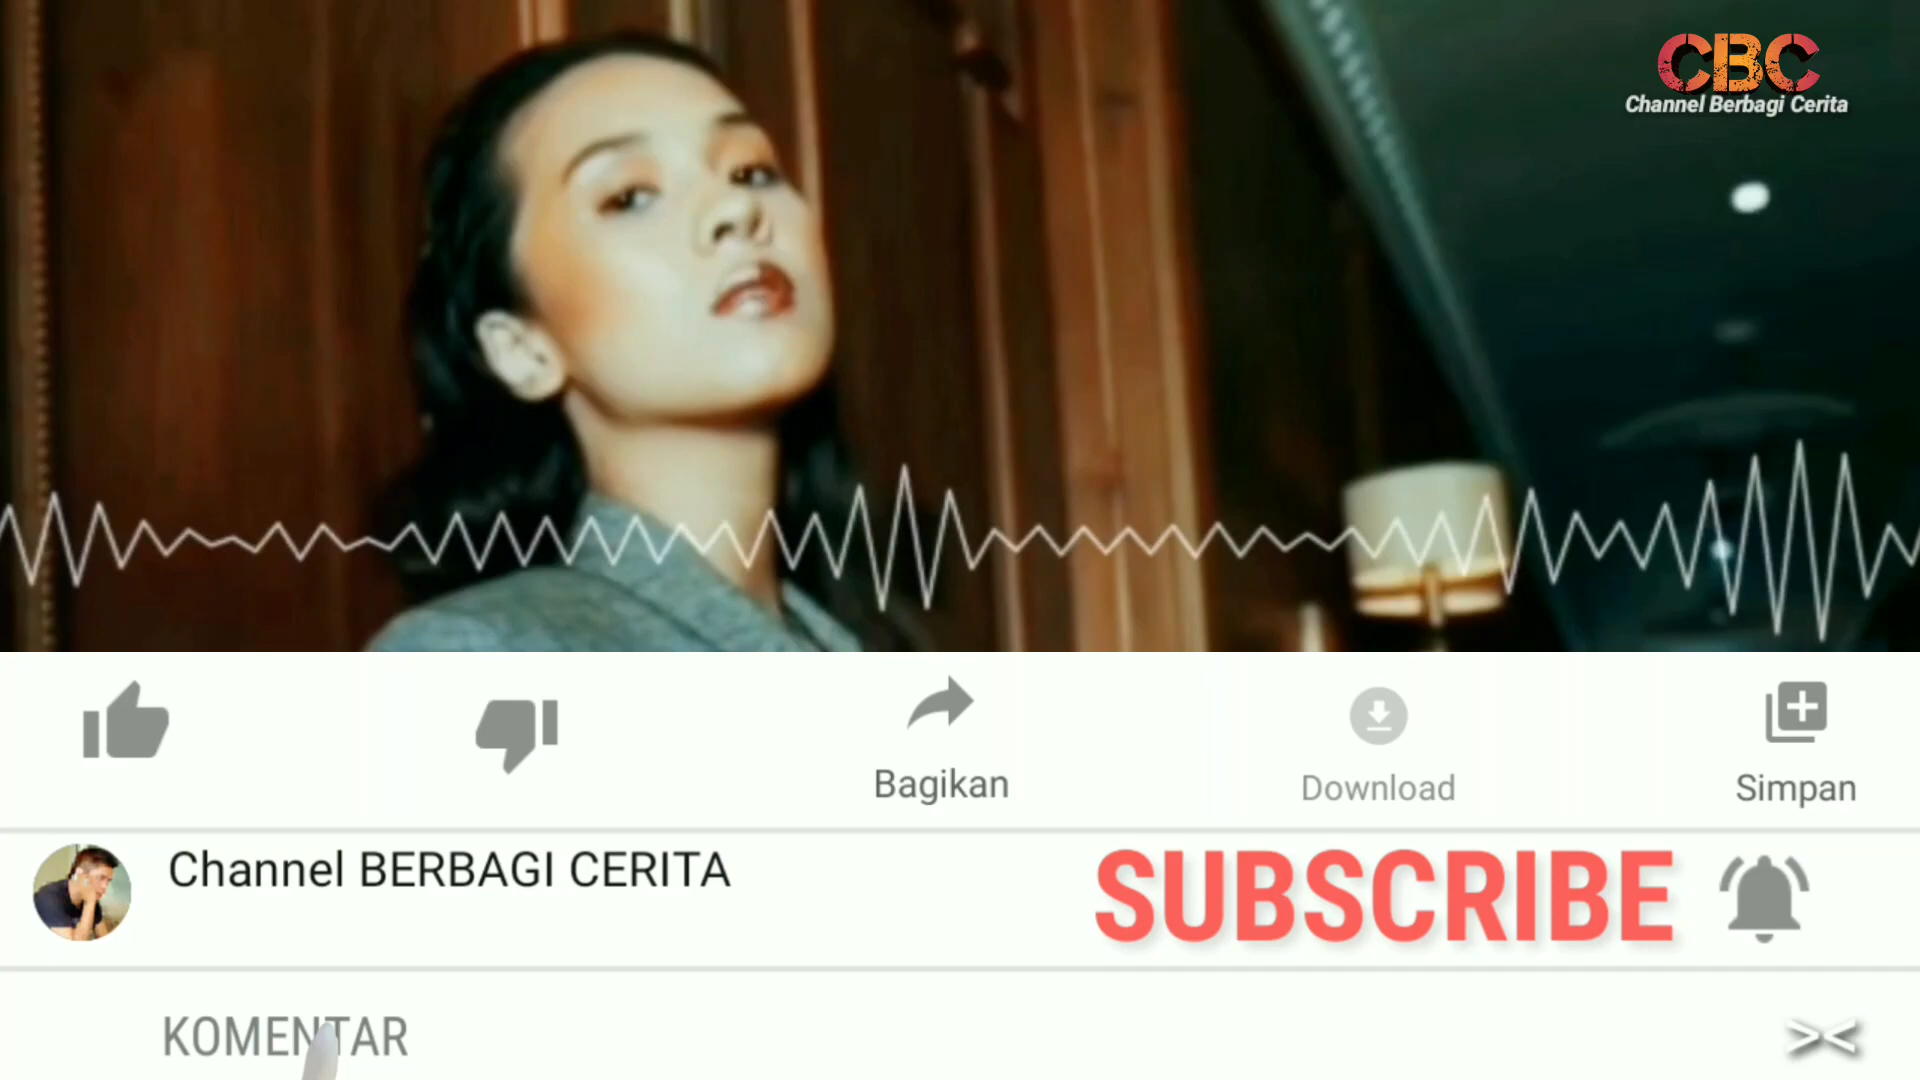 CBC
Channel Berbagi Cerita
Bagikan
Download
Simpan
Channel BERBAGI CERITA
SUBSCRIBE
KOMENTAR